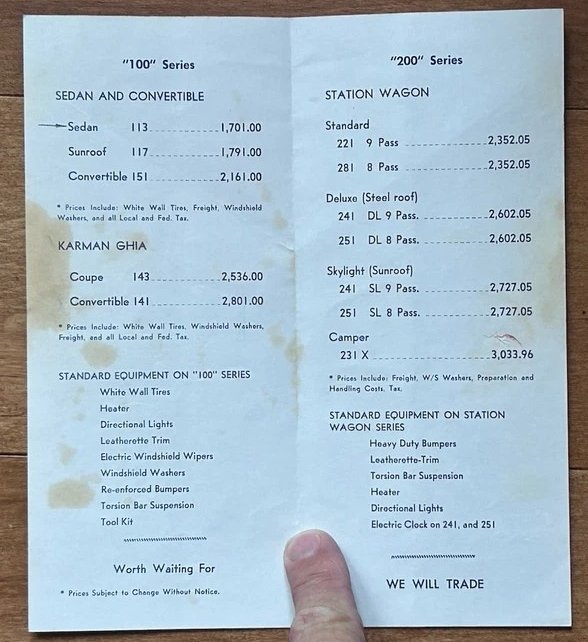 "100" Series
SEDAN AND CONVERTIBLE
Sedan 113 1,701.00
Sunroof 117 1,791.00
Convertible 151 2,161.00
* Prices Include: White Wall Tires, Freight, Windshield
Washers, and all Local and Fed. Tax.
KARMAN GHIA
Coupe 143 2,536.00
Convertible 141 2,801.00
* Prices Include: White Wall Tires, Windshield Washers,
Freight, and all Local and Fed. Tax.
STANDARD EQUIPMENT ON "100" SERIES
White Wall Tires
Heater
Directional Lights
Leatherette Trim
Electric Windshield Wipers
Windshield Washers
Re-enforced Bumpers
Torsion Bar Suspension
Tool Kit
Worth Waiting For
* Prices Subject to Change Without Notice.
"200" Series
STATION WAGON
Standard
221 9 Pass 2,352.05
281 8 Pass 2,352.05
Deluxe (Steel roof)
241 DL 9 Pass. 2,602.05
251 DL 8 Pass. 2,602.05
Skylight (Sunroof)
241 SL 9 Pass. 2,727.05
251 SL 8 Pass. 2,727.05
Camper
231 X 3,033.96
* Prices Include: Freight, W/S Washers, Preparation and
Handling Costs, Tax.
STANDARD EQUIPMENT ON STATION
WAGON SERIES
Heavy Duty Bumpers
Leatherette-Trim
Torsion Bar Suspension
Heater
Directional Lights
Electric Clock on 241, and 251
WE WILL TRADE